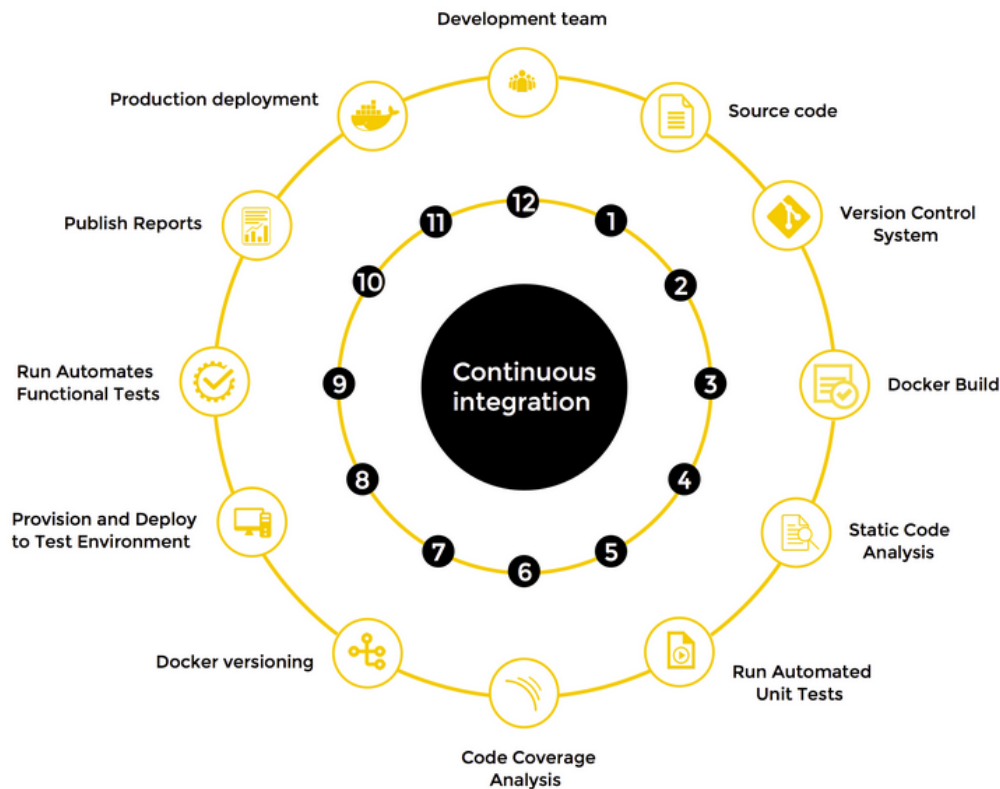 Development team
Source code
Version Control
System
Docker Build
Static Code
Analysis
Run Automated
Unit Tests
Code Coverage
Analysis
Docker versioning
Provision and Deploy
to Test Environment
Run Automates
Functional Tests
Publish Reports
Production deployment
12
1
2
3
4
5
6
7
8
9
10
11
Continuous
integration